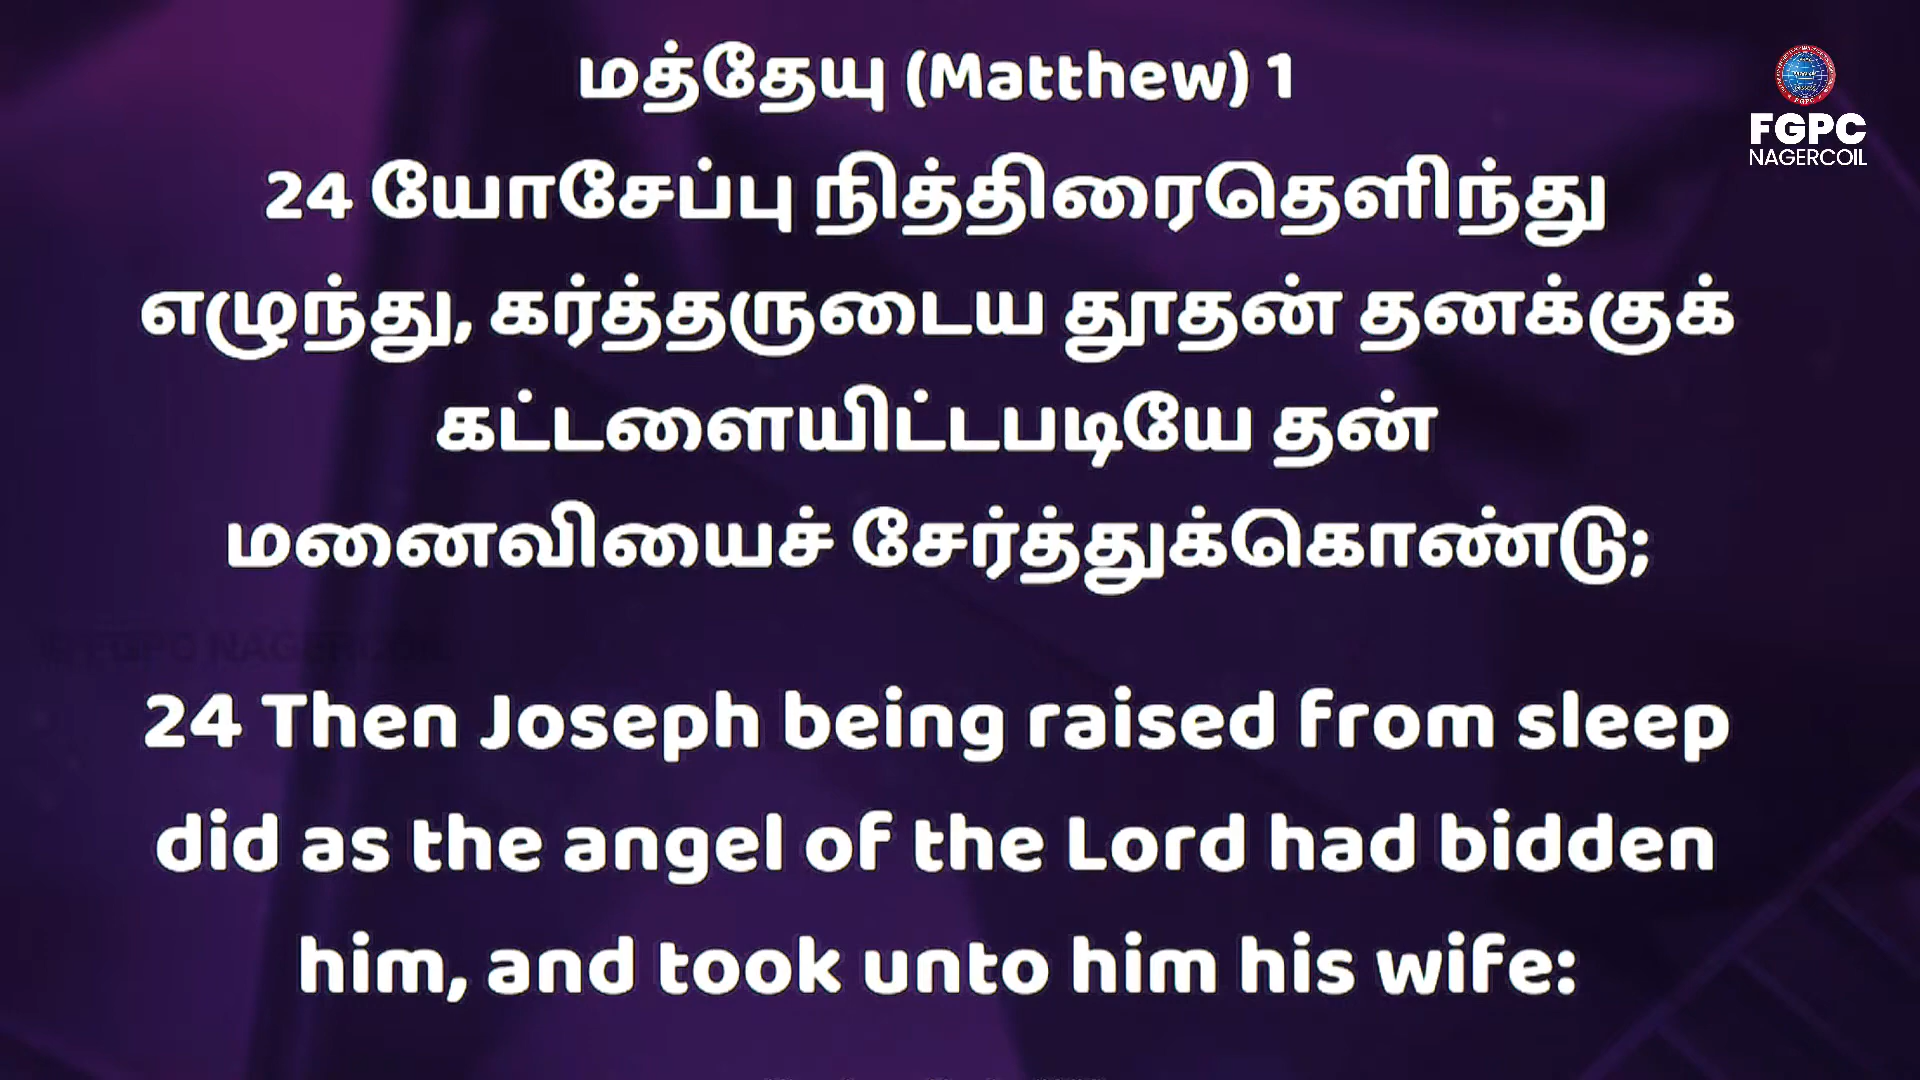 மத்தேயு (Matthew) 1
FGPC
NAGERCOIL
24 யோசேப்பு நித்திரைதெளிந்து
எழுந்து, கர்த்தருடைய தூதன் தனக்குக்
கட்டளையிட்டபடியே தன்
மனைவியைச் சேர்த்துக்கொண்டு;
FGPC NAGERCOIL
24 Then Joseph being raised from sleep
did as the angel of the Lord had bidden
him, and took unto him his wife: